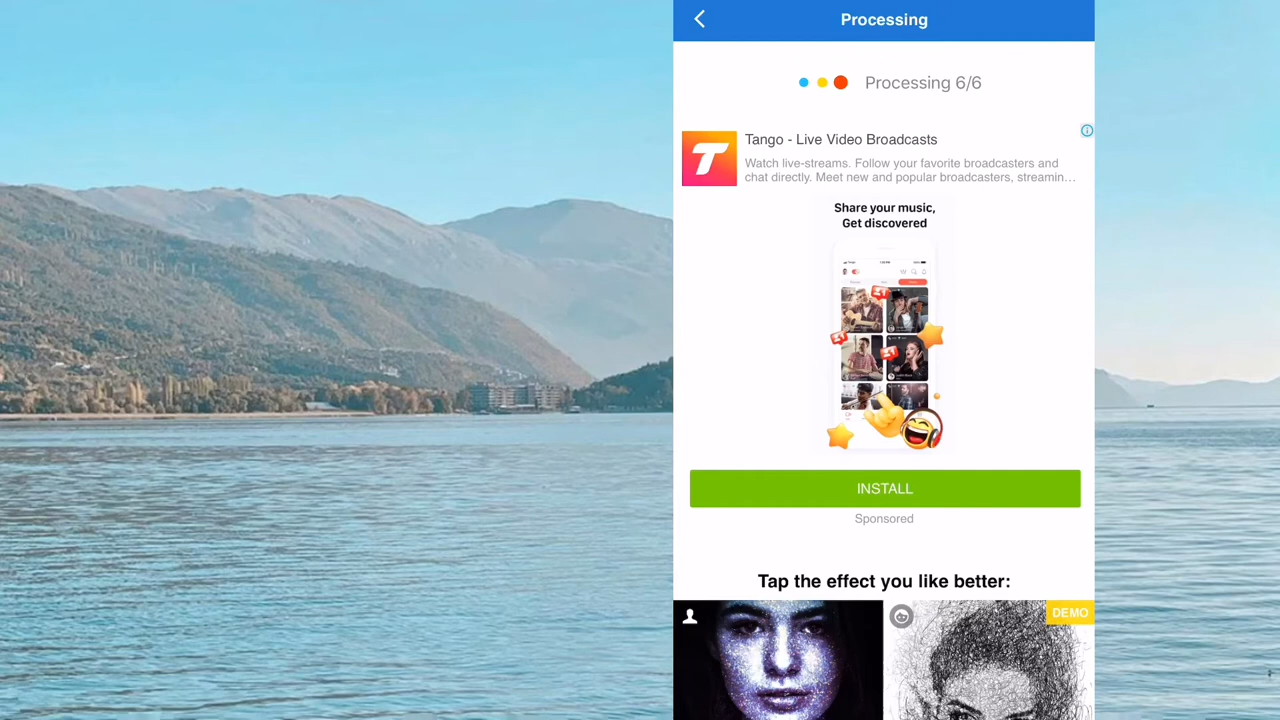 Processing
Processing 6/6
Tango - Live Video Broadcasts
Watch live-streams. Follow your favorite broadcasters and
chat directly. Meet new and popular broadcasters, streamin…
Share your music,
Get discovered
INSTALL
Sponsored
Tap the effect you like better:
DEMO